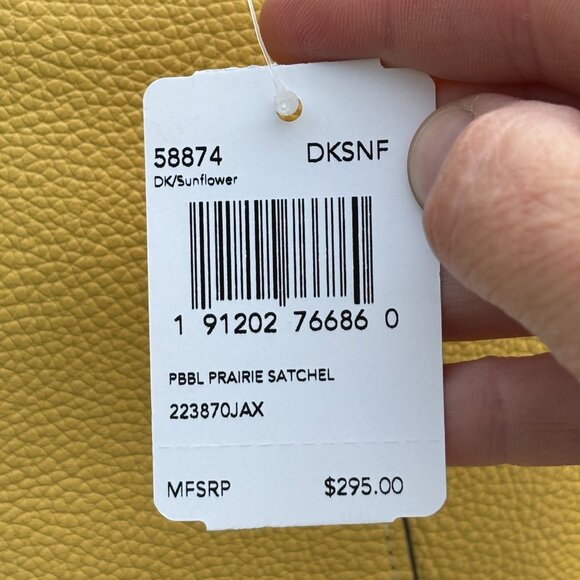 58874 DKSNF
DK/Sunflower
1 91202 76686 0
PBBL PRAIRIE SATCHEL
223870JAX
MFSRP $295.00